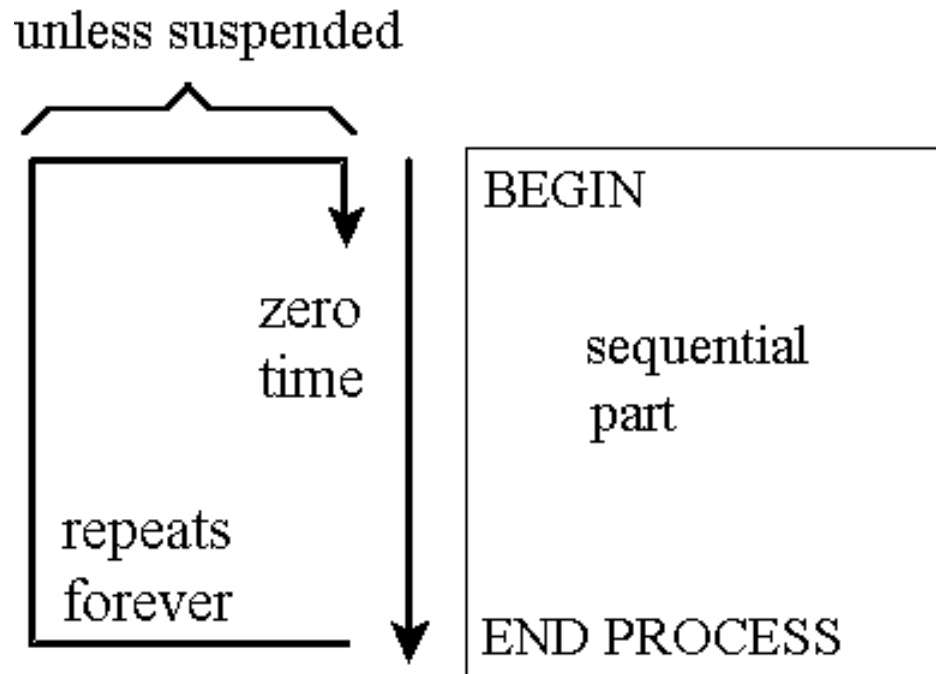 unless suspended
BEGIN
zero
time
sequential
part
repeats
forever
END PROCESS